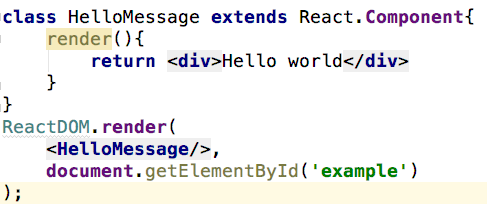 class HelloMessage extends React.Component{
    render(){
        return <div>Hello world</div>
    }
}
ReactDOM.render(
    <HelloMessage/>,
    document.getElementById('example')
);